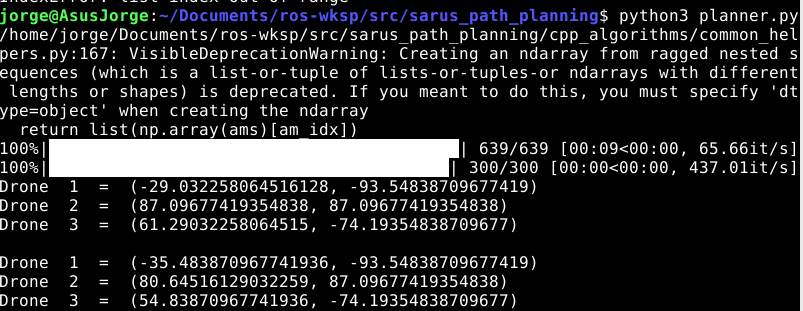 IndexError: list index out of range
jorge@AsusJorge:~/Documents/ros-wksp/src/sarus_path_planning$ python3 planner.py
/home/jorge/Documents/ros-wksp/src/sarus_path_planning/cpp_algorithms/common_hel
pers.py:167: VisibleDeprecationWarning: Creating an ndarray from ragged nested s
equences (which is a list-or-tuple of lists-or-tuples-or ndarrays with different
 lengths or shapes) is deprecated. If you meant to do this, you must specify 'dt
ype=object' when creating the ndarray
  return list(np.array(ams)[am_idx])
100%|| 639/639 [00:09<00:00, 65.66it/s]
100%|| 300/300 [00:00<00:00, 437.01it/s]
Drone  1  =  (-29.032258064516128, -93.54838709677419)
Drone  2  =  (87.09677419354838, 87.09677419354838)
Drone  3  =  (61.29032258064515, -74.19354838709677)

Drone  1  =  (-35.483870967741936, -93.54838709677419)
Drone  2  =  (80.64516129032259, 87.09677419354838)
Drone  3  =  (54.83870967741936, -74.19354838709677)